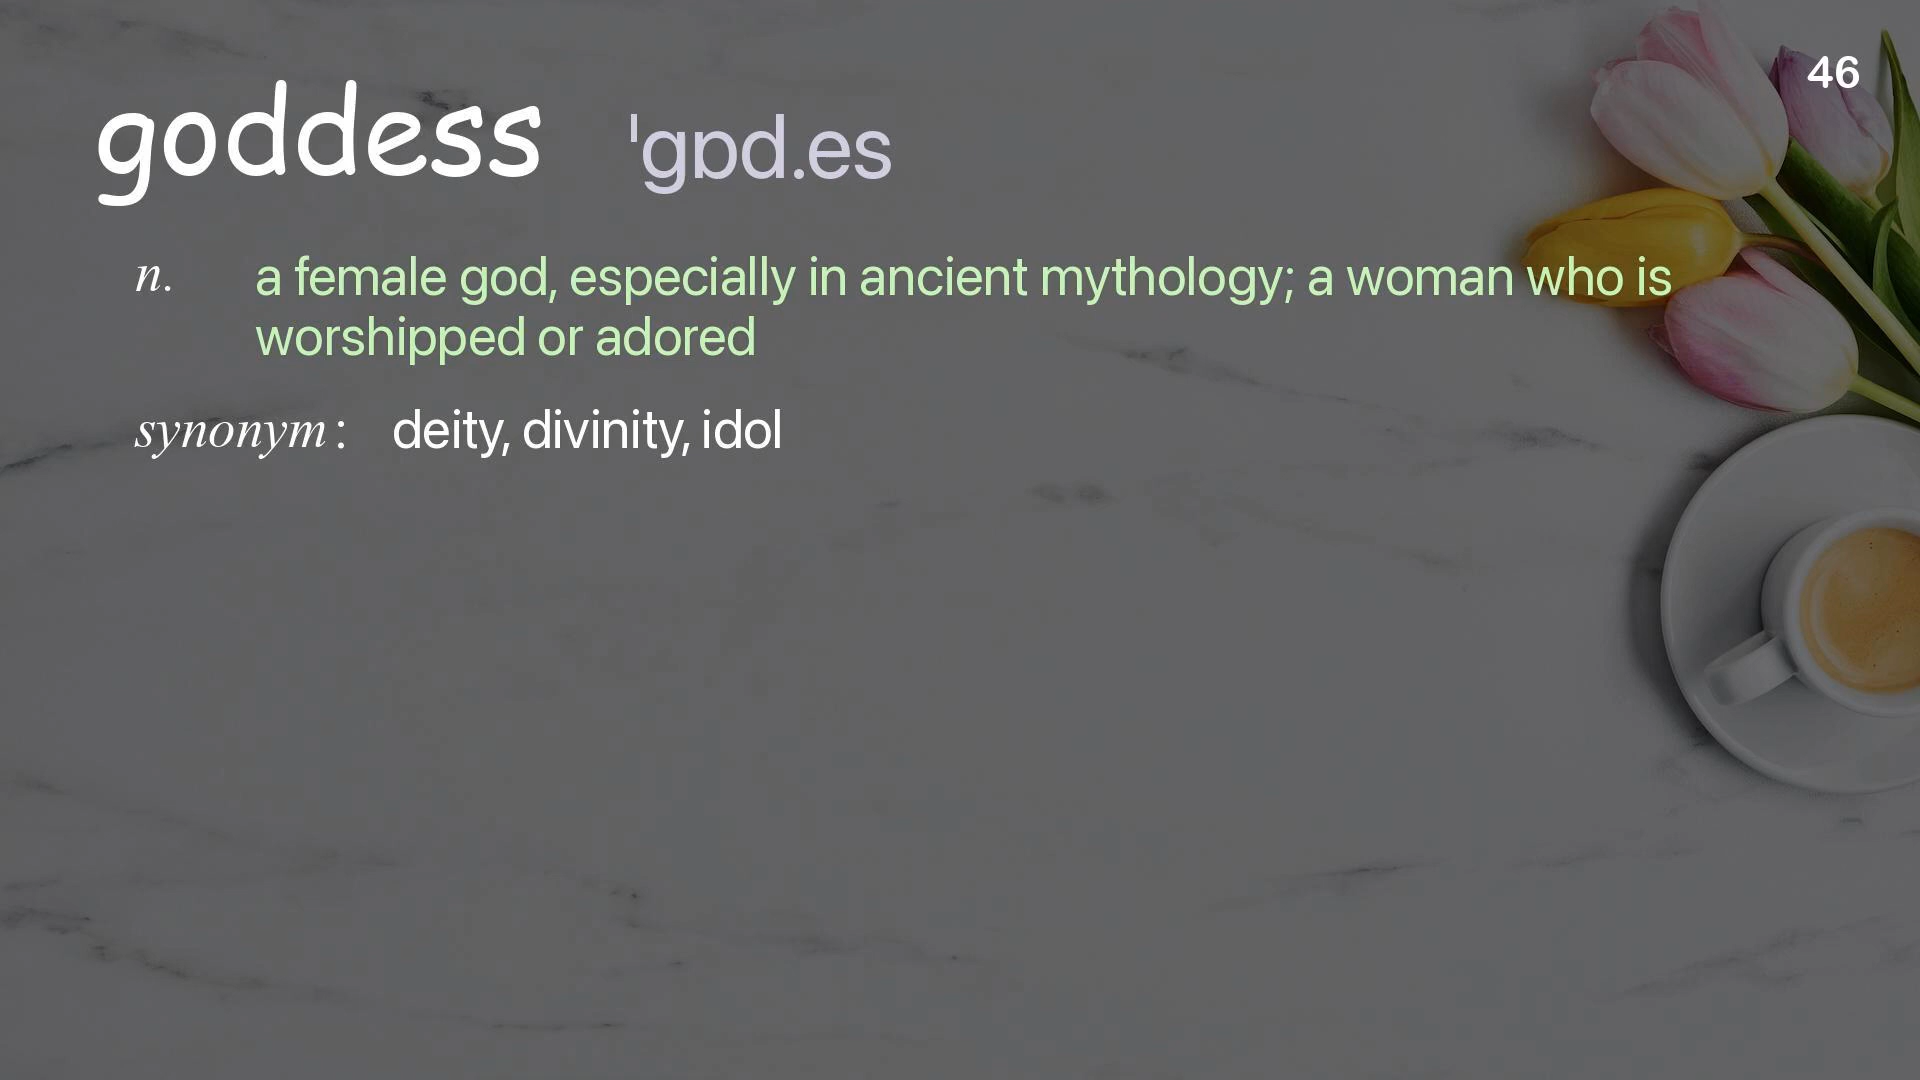 46
goddess ˈɡɒd.es
n. a female god, especially in ancient mythology; a woman who is
worshipped or adored
synonym: deity, divinity, idol